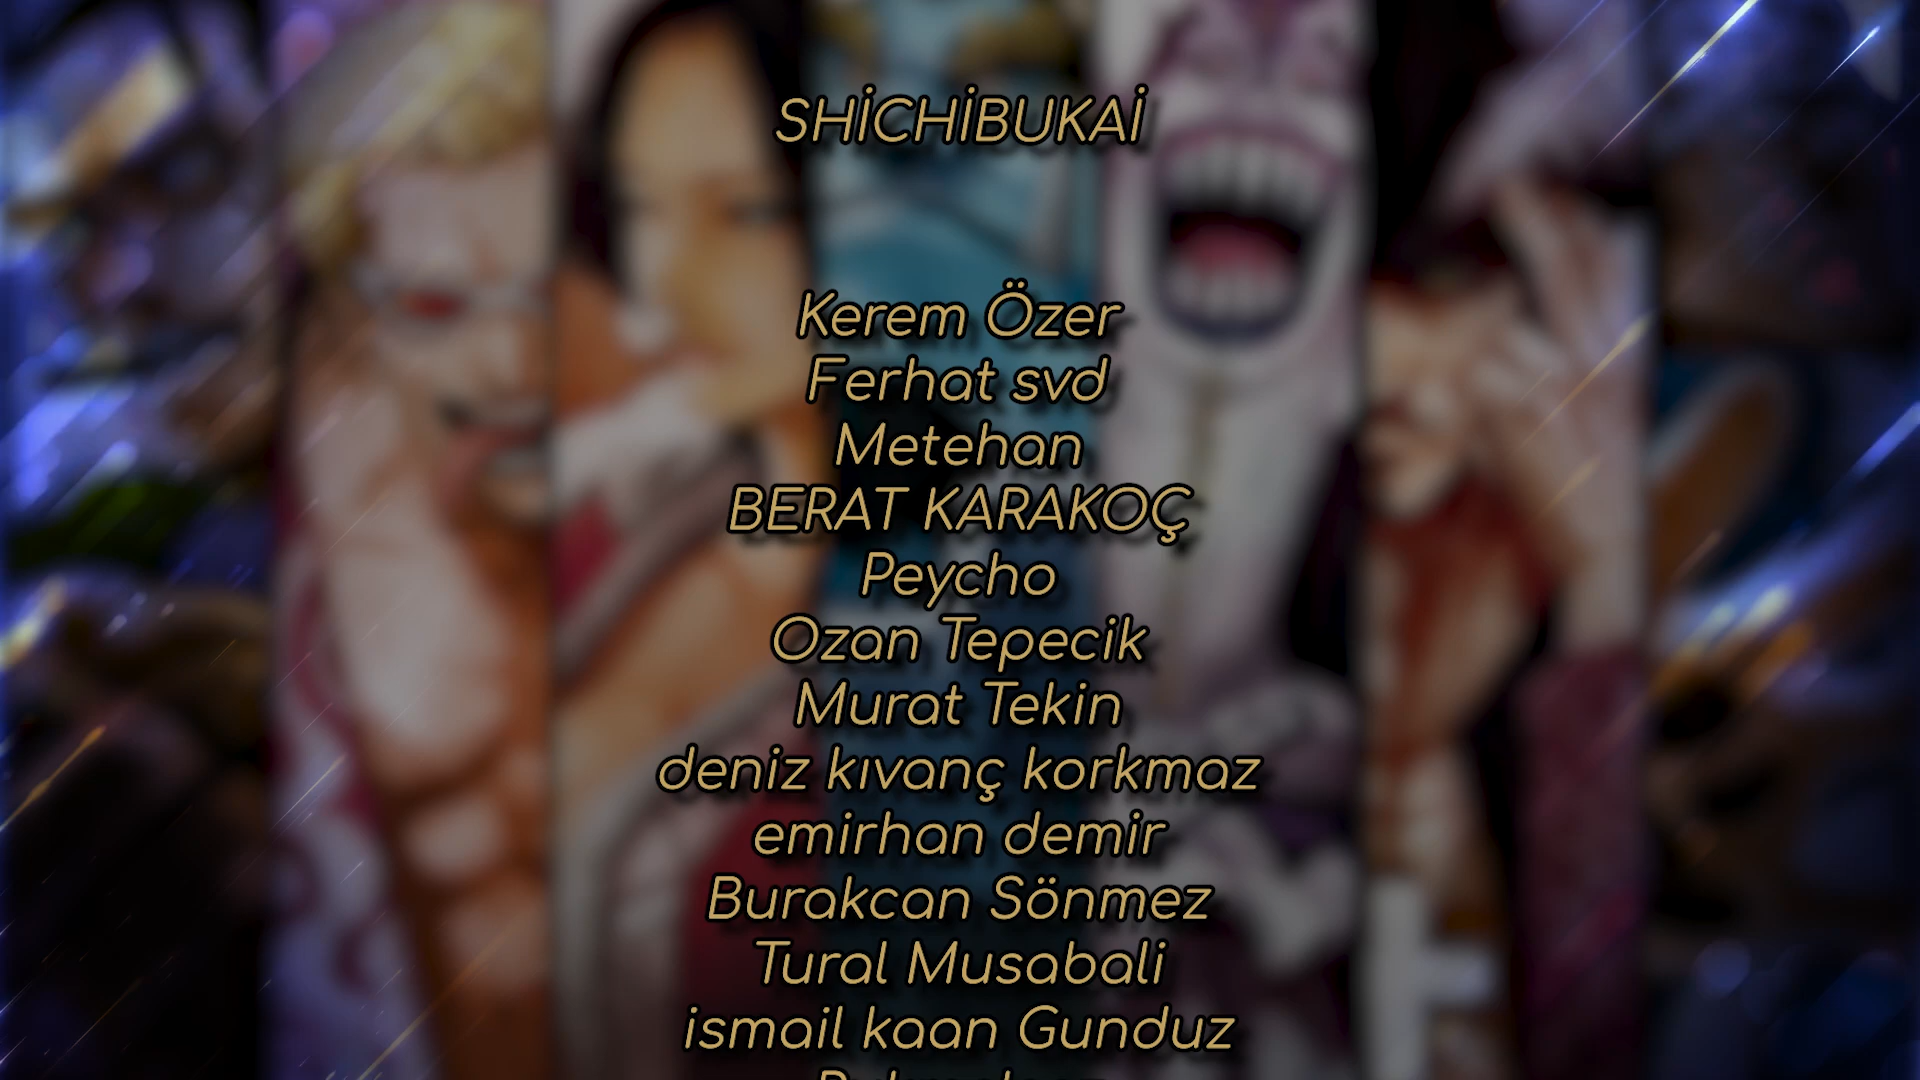 SHİCHİBUKAİ
Kerem Özer
Ferhat svd
Metehan
BERAT KARAKOÇ
Peycho
Ozan Tepecik
Murat Tekin
deniz kıvanç korkmaz
emirhan demir
Burakcan Sönmez
Tural Musabali
ismail kaan Gunduz